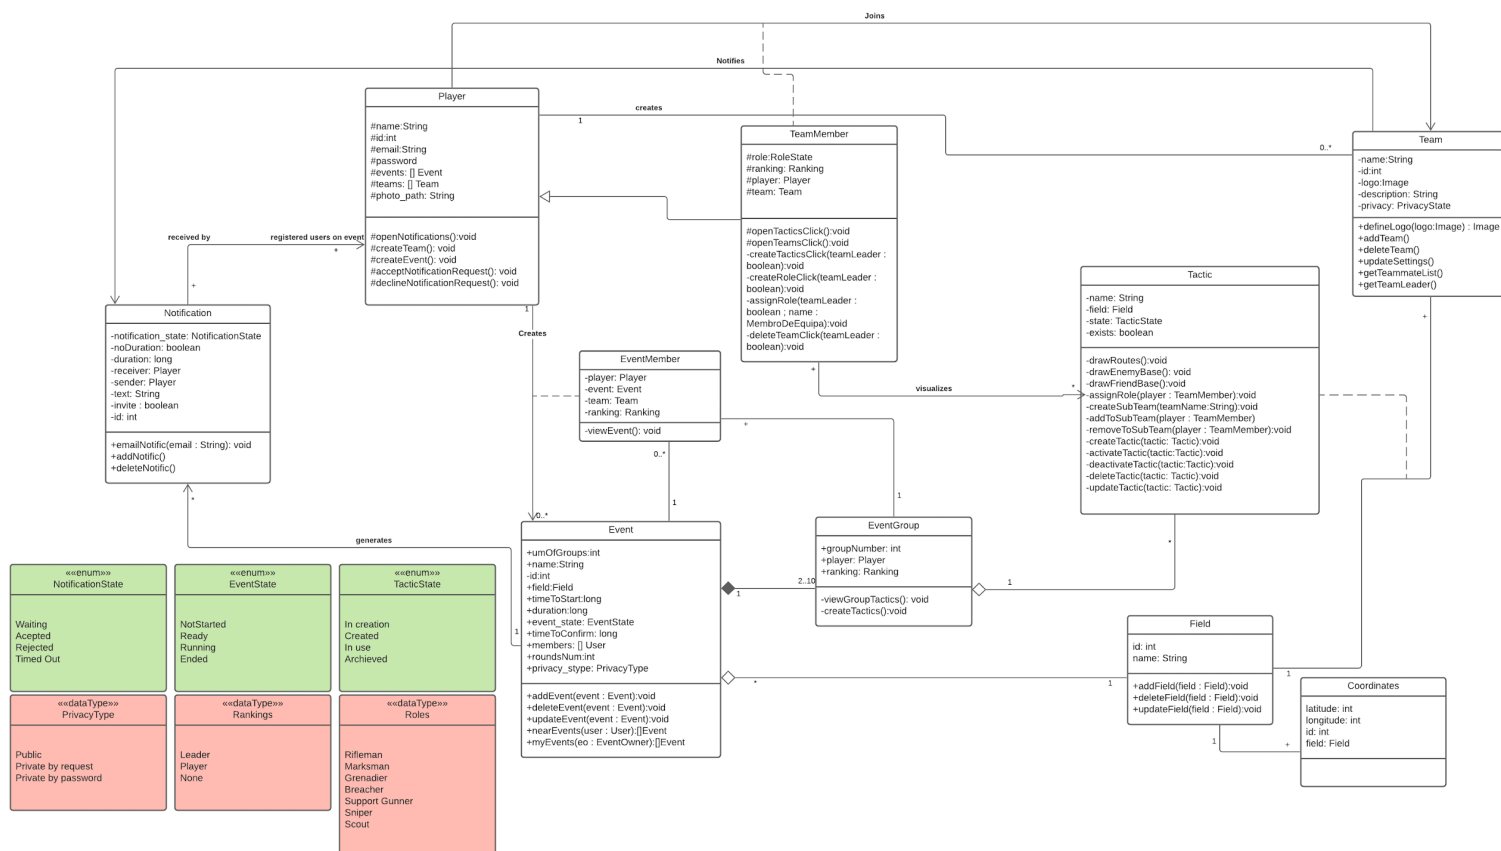 Joins
Notifies
Player
#name:String
#id:int
#email:String
#password
#events: [] Event
#teams: [] Team
#photo_path: String
#openNotifications():void
#createTeam(): void
#createEvent(): void
#acceptNotificationRequest(): void
#declineNotificationRequest(): void
creates
1
0..*
TeamMember
#role:RoleState
#ranking: Ranking
#player: Player
#team: Team
#openTacticsClick():void
#openTeamsClick():void
-createTacticsClick(teamLeader :
boolean):void
-createRoleClick(teamLeader :
boolean):void
-assignRole(teamLeader :
boolean ; name :
MembroDeEquipa):void
-deleteTeamClick(teamLeader :
boolean):void
Team
-name:String
-id:int
-logo:Image
-description: String
-privacy: PrivacyState
+defineLogo(logo:Image) : Image
+addTeam()
+deleteTeam()
+updateSettings()
+getTeammateList()
+getTeamLeader()
+
received by
registered users on event
+
+
Notification
-notification_state: NotificationState
-noDuration: boolean
-duration: long
-receiver: Player
-sender: Player
-text: String
-invite : boolean
-id: int
+emailNotific(email : String): void
+addNotific()
+deleteNotific()
*
generates
1
1
Creates
0..*
EventMember
-player: Player
-event: Event
-team: Team
-ranking: Ranking
-viewEvent(): void
0..*
1
+
1
+
visualizes
*
Tactic
-name: String
-field: Field
-state: TacticState
-exists: boolean
-drawRoutes():void
-drawEnemyBase(): void
-drawFriendBase():void
-assignRole(player : TeamMember):void
-createSubTeam(teamName:String):void
-addToSubTeam(player : TeamMember)
-removeToSubTeam(player : TeamMember):void
-createTactic(tactic: Tactic):void
-activateTactic(tactic:Tactic):void
-deactivateTactic(tactic:Tactic):void
-deleteTactic(tactic: Tactic):void
-updateTactic(tactic: Tactic):void
*
1
Event
+umOfGroups:int
+name:String
-id:int
+field:Field
+timeToStart:long
+duration:long
+event_state: EventState
+timeToConfirm: long
+members: [] User
+roundsNum:int
+privacy_stype: PrivacyType
+addEvent(event : Event):void
+deleteEvent(event : Event):void
+updateEvent(event : Event):void
+nearEvents(user : User):[]Event
+myEvents(eo : EventOwner):[]Event
1
2..10
EventGroup
+groupNumber: int
+player: Player
+ranking: Ranking
-viewGroupTactics(): void
-createTactics():void
*
1
Field
id: int
name: String
+addField(field : Field):void
+deleteField(field : Field):void
+updateField(field : Field):void
1
1
+
Coordinates
latitude: int
longitude: int
id: int
field: Field
««enum»»
NotificationState
Waiting
Acepted
Rejected
Timed Out
««enum»»
EventState
NotStarted
Ready
Running
Ended
««enum»»
TacticState
In creation
Created
In use
Archieved
««dataType»»
PrivacyType
Public
Private by request
Private by password
««dataType»»
Rankings
Leader
Player
None
««dataType»»
Roles
Rifleman
Marksman
Grenadier
Breacher
Support Gunner
Sniper
Scout